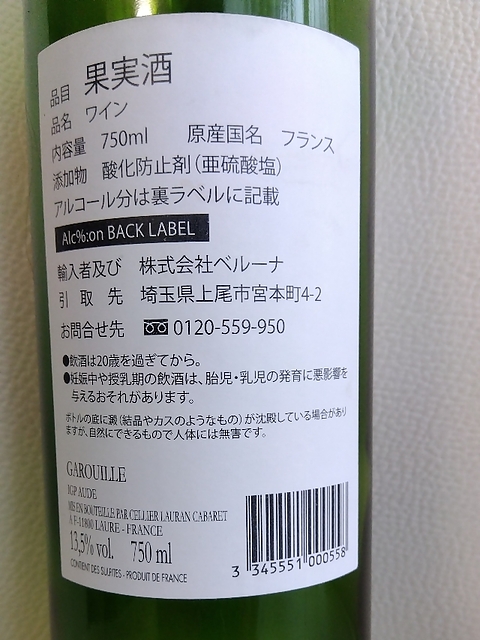 品目 果実酒
品名 ワイン
内容量 750ml 原産国名 フランス
添加物 酸化防止剤(亜硫酸塩)
アルコール分は裏ラベルに記載
Alc%:on BACK LABEL
輸入者及び 株式会社ベルーナ
引取先 埼玉県上尾市宮本町4-2
お問合せ先 0120-559-950
●飲酒は20歳を過ぎてから。
●妊娠中や授乳期の飲酒は、胎児・乳児の発育に悪影響を
与えるおそれがあります。
ボトルの底に澱(結晶やカスのようなもの)が沈殿している場合があり
ますが、自然にできるもので人体には無害です。
GAROUILLE
IGP AUDE
MIS EN BOUTEILLE PAR CELLIER LAURAN CABARET
À F-11800 LAURE - FRANCE
13,5% vol. 750 ml
CONTIENT DES SULFITES - PRODUIT DE FRANCE
3 345551 000558